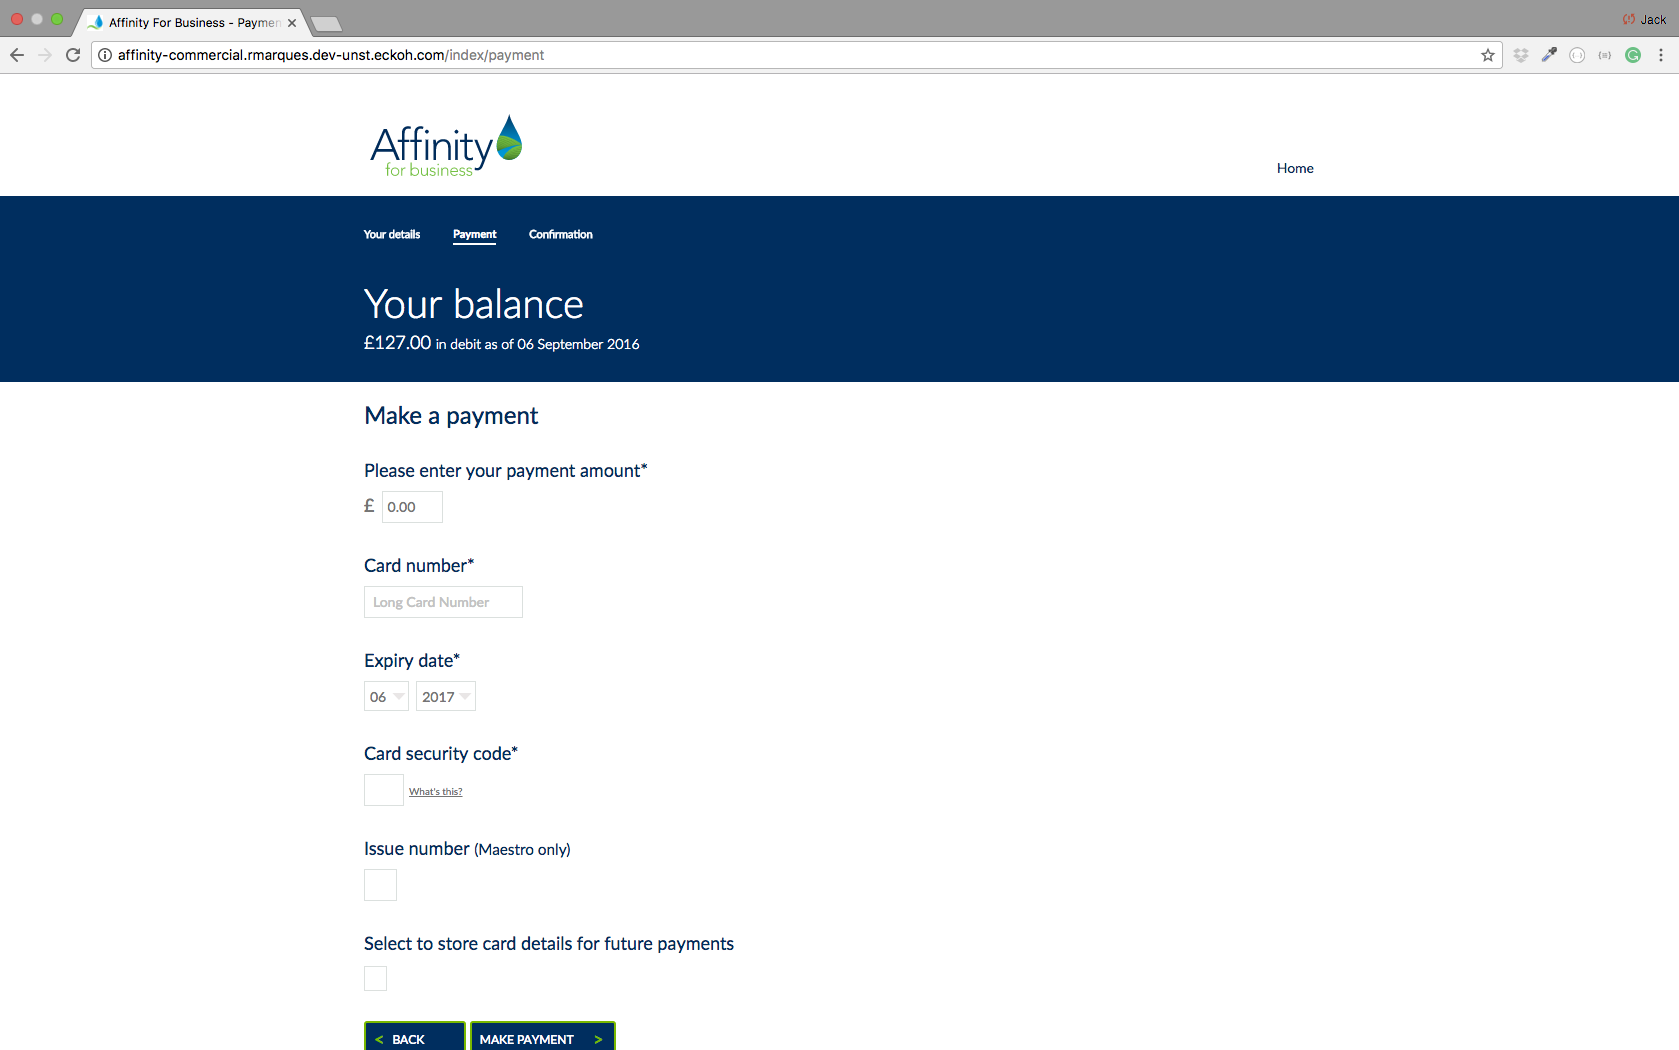 Affinity For Business - Paymen
Jack
affinity-commercial.rmarques.dev-unst.eckoh.com/index/payment
Affinity
for business
Home
Your details Payment Confirmation
Your balance
£127.00 in debit as of 06 September 2016
Make a payment
Please enter your payment amount*
£ 0.00
Card number*
Long Card Number
Expiry date*
06 2017
Card security code*
What's this?
Issue number (Maestro only)
Select to store card details for future payments
< BACK MAKE PAYMENT >